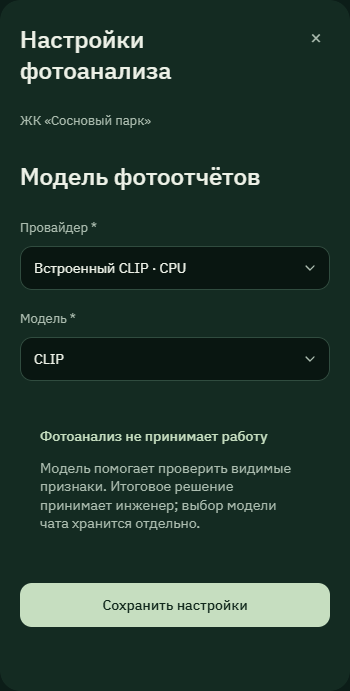 Настройки
фотоанализа
ЖК «Сосновый парк»
Модель фотоотчётов
Провайдер *
Встроенный CLIP · CPU
Модель *
CLIP
Фотоанализ не принимает работу
Модель помогает проверить видимые
признаки. Итоговое решение
принимает инженер; выбор модели
чата хранится отдельно.
Сохранить настройки